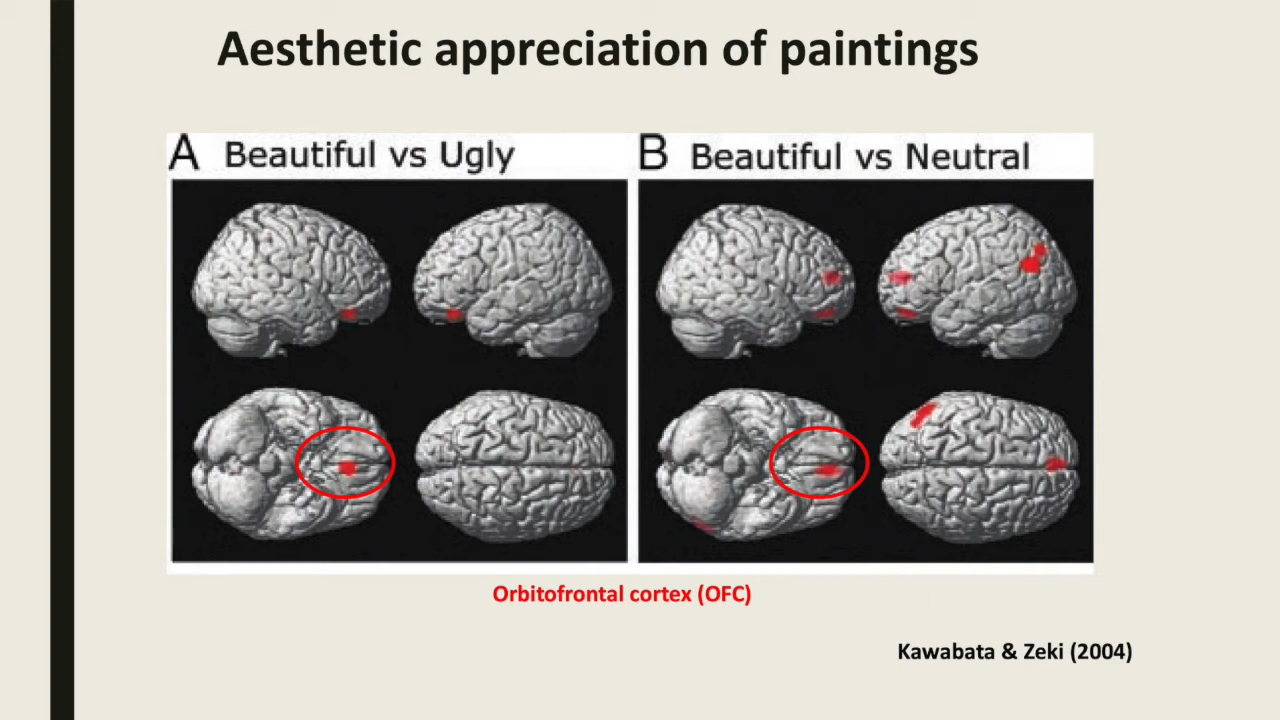 Aesthetic appreciation of paintings
A Beautiful vs Ugly
B Beautiful vs Neutral
Orbitofrontal cortex (OFC)
Kawabata & Zeki (2004)